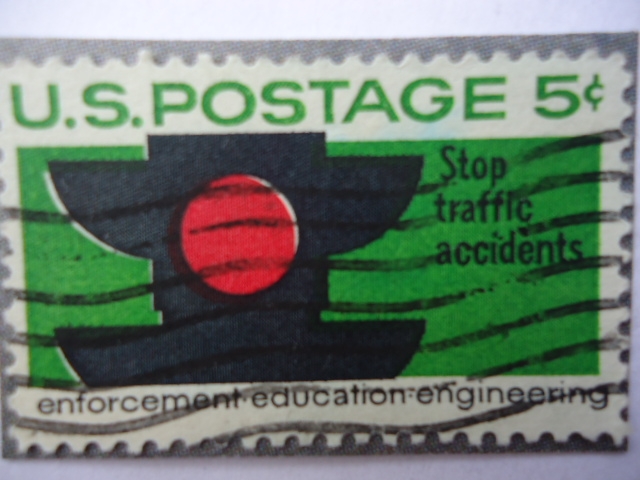 U.S.POSTAGE 5¢
Stop
traffic
accidents
enforcement·education·engineering